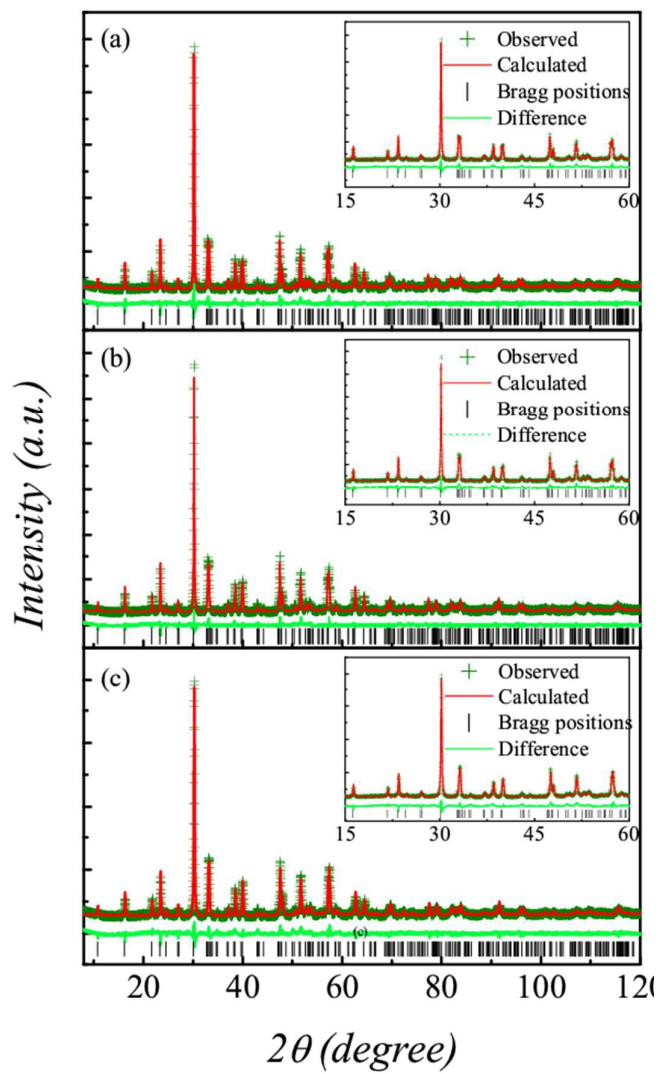 (a)
Observed
Calculated
Bragg positions
Difference
15 30 45 60
(b)
Observed
Calculated
Bragg positions
Difference
15 30 45 60
Intensity (a.u.)
(c)
Observed
Calculated
Bragg positions
Difference
15 30 45 60
(c)
20 40 60 80 100 120
2θ (degree)